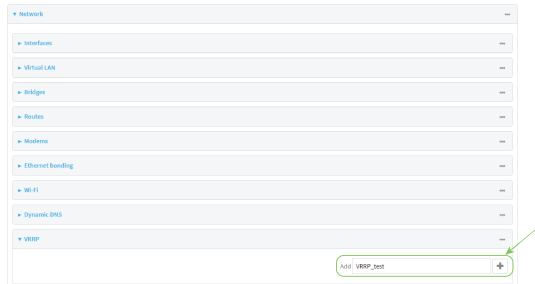 Network
Interfaces
Virtual LAN
Bridges
Routes
Modems
Ethernet bonding
Wi-Fi
Dynamic DNS
VRRP
Add VRRP_test